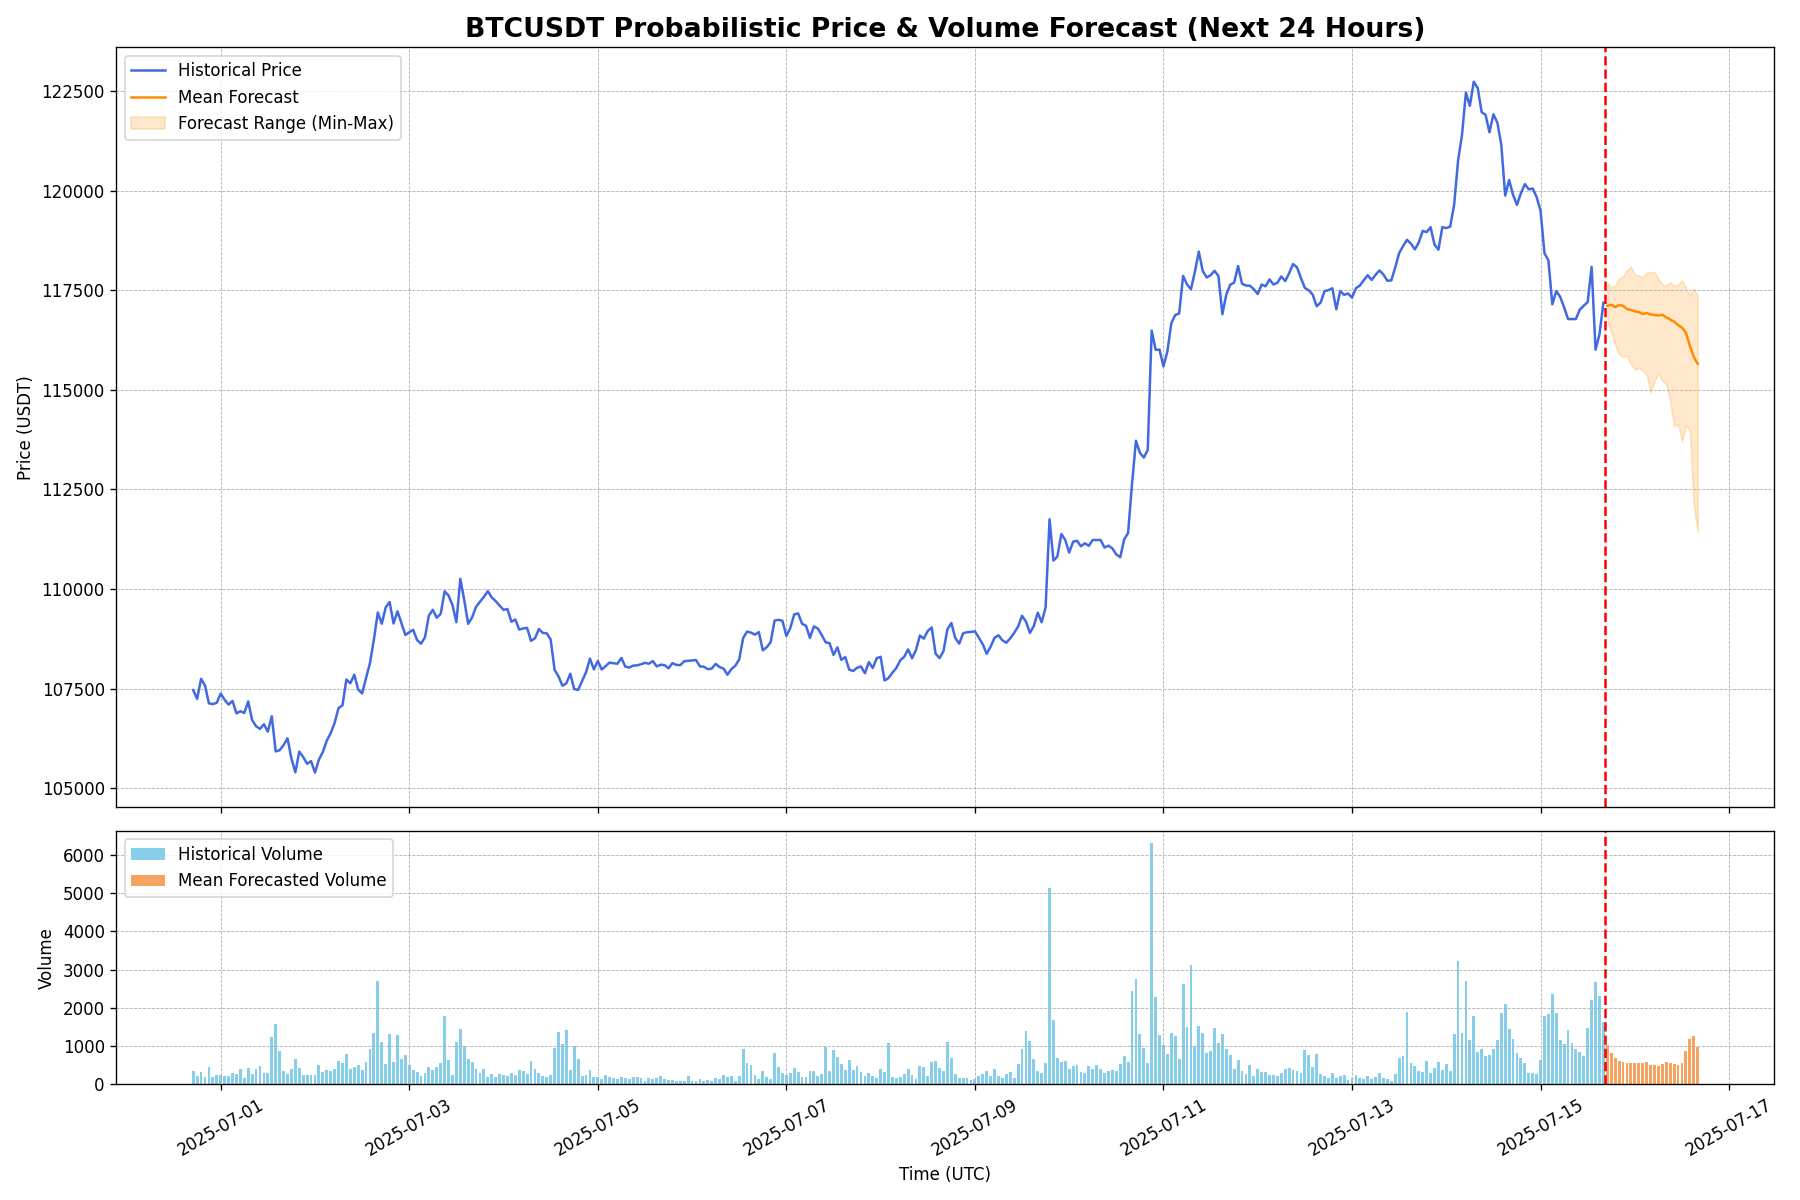 BTCUSDT Probabilistic Price & Volume Forecast (Next 24 Hours)
Historical Price
Mean Forecast
Forecast Range (Min-Max)
122500
120000
117500
115000
112500
110000
107500
105000
Price (USDT)
Historical Volume
Mean Forecasted Volume
6000
5000
4000
3000
2000
1000
0
Volume
2025-07-01
2025-07-03
2025-07-05
2025-07-07
2025-07-09
2025-07-11
2025-07-13
2025-07-15
2025-07-17
Time (UTC)